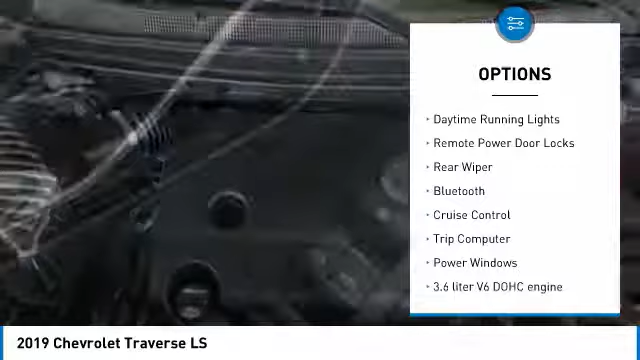 OPTIONS
Daytime Running Lights
Remote Power Door Locks
Rear Wiper
Bluetooth
Cruise Control
Trip Computer
Power Windows
3.6 liter V6 DOHC engine
2019 Chevrolet Traverse LS